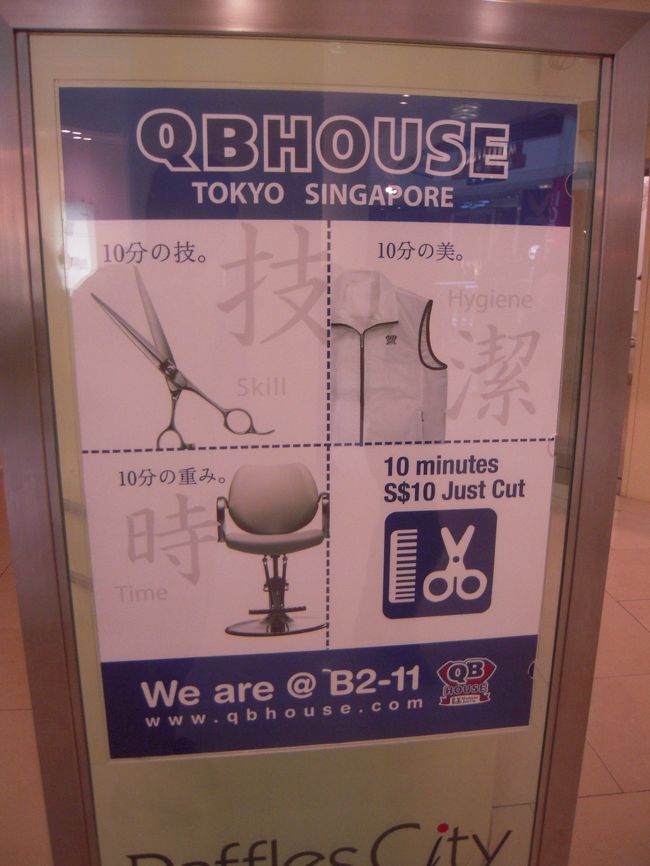 QBHOUSE
TOKYO SINGAPORE
10分の技。
技
Skill
10分の美。
Hygiene
潔
10分の重み。
時
Time
10 minutes
S$10 Just Cut
We are @ B2-11
www.qbhouse.com
QB
HOUSE
Raffles City